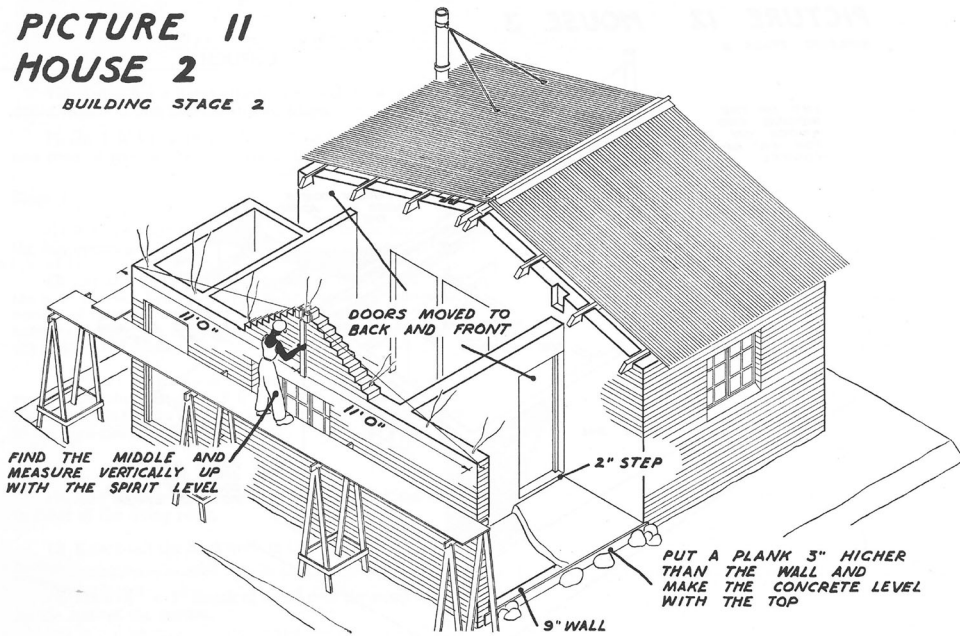 PICTURE 11
HOUSE 2
BUILDING STAGE 2
DOORS MOVED TO
BACK AND FRONT
11'0"
11'0"
FIND THE MIDDLE AND
MEASURE VERTICALLY UP
WITH THE SPIRIT LEVEL
2" STEP
PUT A PLANK 3" HIGHER
THAN THE WALL AND
MAKE THE CONCRETE LEVEL
WITH THE TOP
9" WALL